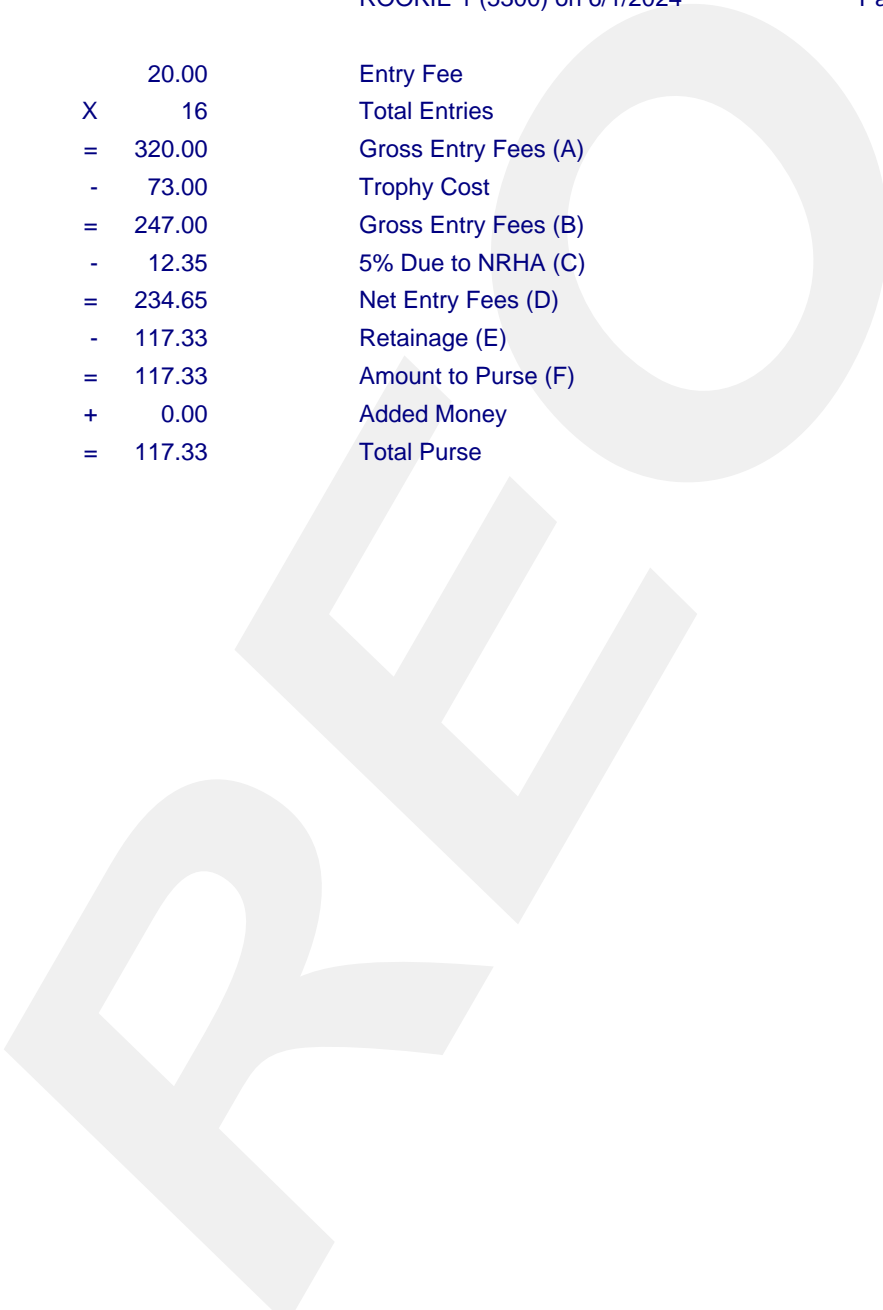 20.00 Entry Fee
X 16 Total Entries
= 320.00 Gross Entry Fees (A)
- 73.00 Trophy Cost
= 247.00 Gross Entry Fees (B)
- 12.35 5% Due to NRHA (C)
= 234.65 Net Entry Fees (D)
- 117.33 Retainage (E)
= 117.33 Amount to Purse (F)
+ 0.00 Added Money
= 117.33 Total Purse
REO